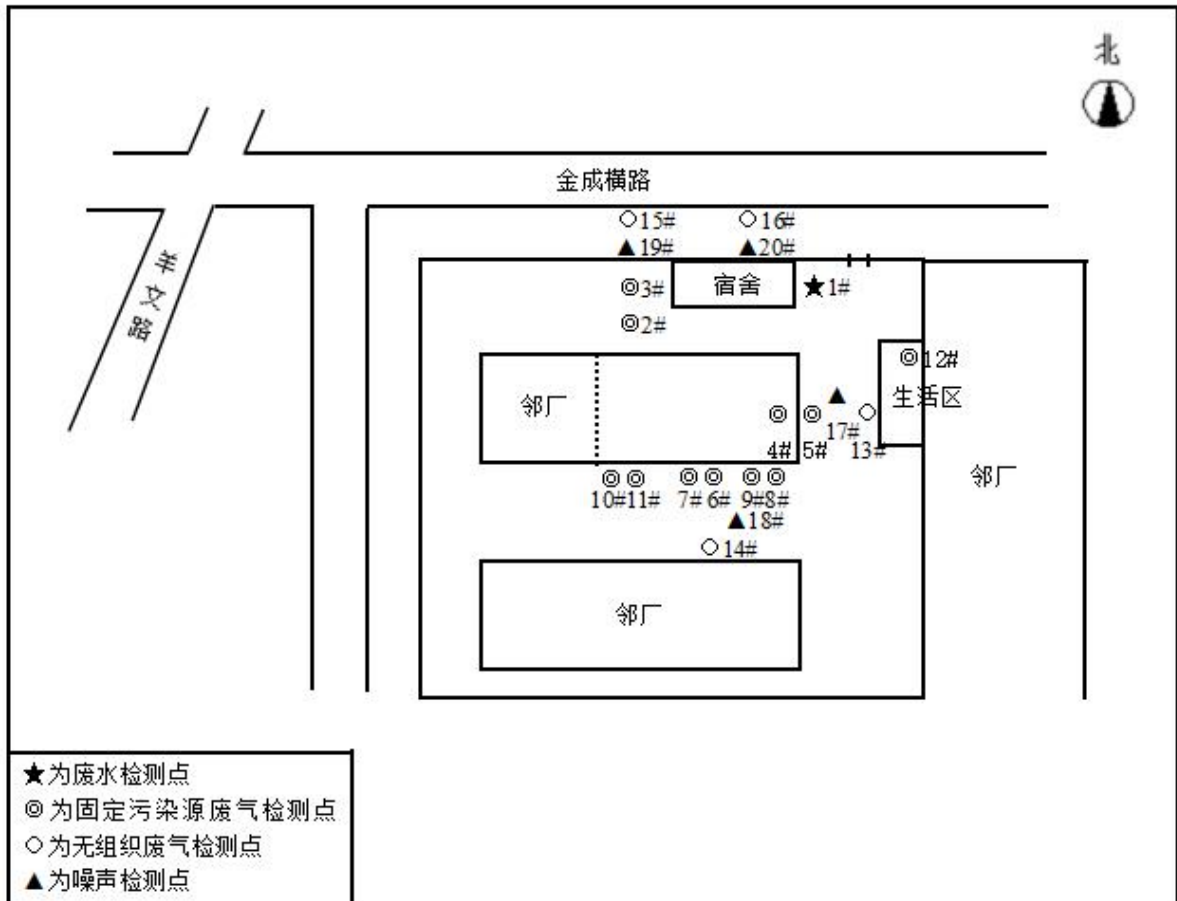 北
金成横路
羊文路
15# 16#
19# 20#
3# 宿舍 1#
2#
12#
邻厂 生活区
17#
4# 5# 13#
邻厂
10# 11# 7# 6# 9# 8#
18#
14#
邻厂
★为废水检测点
◎为固定污染源废气检测点
○为无组织废气检测点
▲为噪声检测点